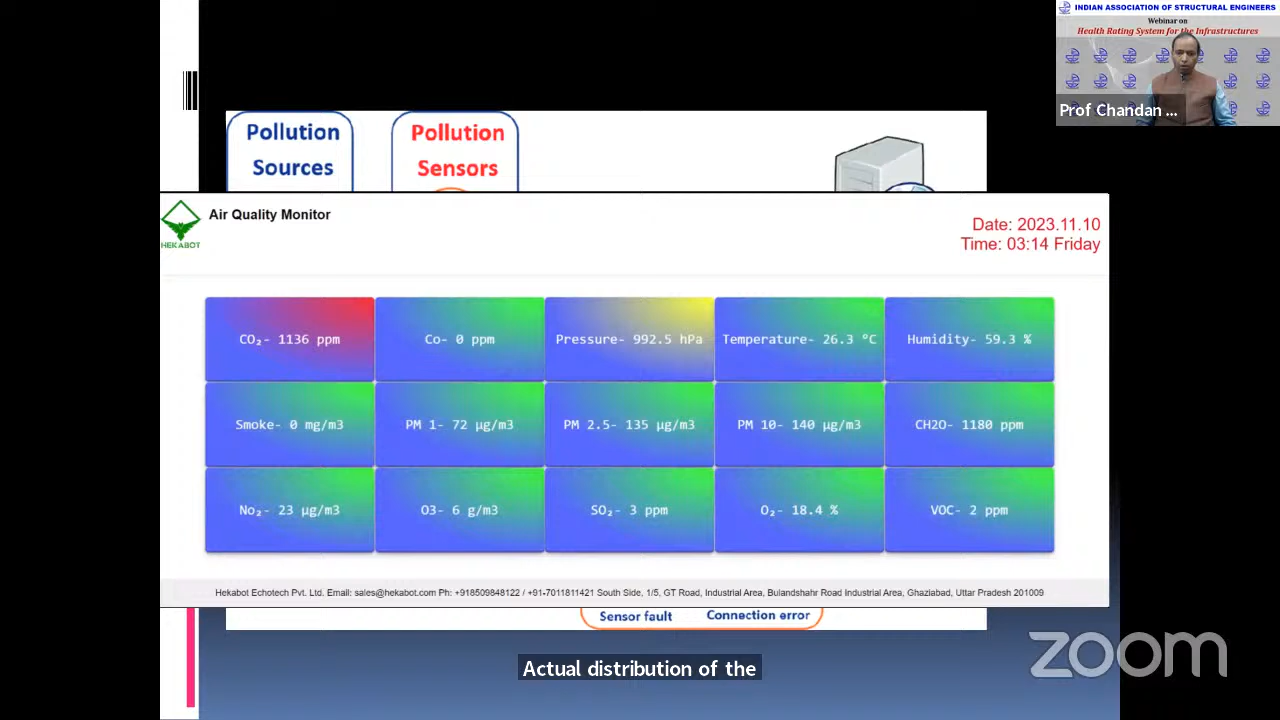 INDIAN ASSOCIATION OF STRUCTURAL ENGINEERS
Webinar on
Health Rating System for the Infrastructures
Prof Chandan ...
Pollution
Sources
Pollution
Sensors
HEKABOT
Air Quality Monitor
Date: 2023.11.10
Time: 03:14 Friday
CO₂- 1136 ppm
Co- 0 ppm
Pressure- 992.5 hPa
Temperature- 26.3 °C
Humidity- 59.3 %
Smoke- 0 mg/m3
PM 1- 72 µg/m3
PM 2.5- 135 µg/m3
PM 10- 140 µg/m3
CH2O- 1180 ppm
No₂- 23 µg/m3
O3- 6 g/m3
SO₂- 3 ppm
O₂- 18.4 %
VOC- 2 ppm
Hekabot Echotech Pvt. Ltd. Email: sales@hekabot.com Ph: +918509848122 / +91-7011811421 South Side, 1/5, GT Road, Industrial Area, Bulandshahr Road Industrial Area, Ghaziabad, Uttar Pradesh 201009
Sensor fault
Connection error
Actual distribution of the
zoom